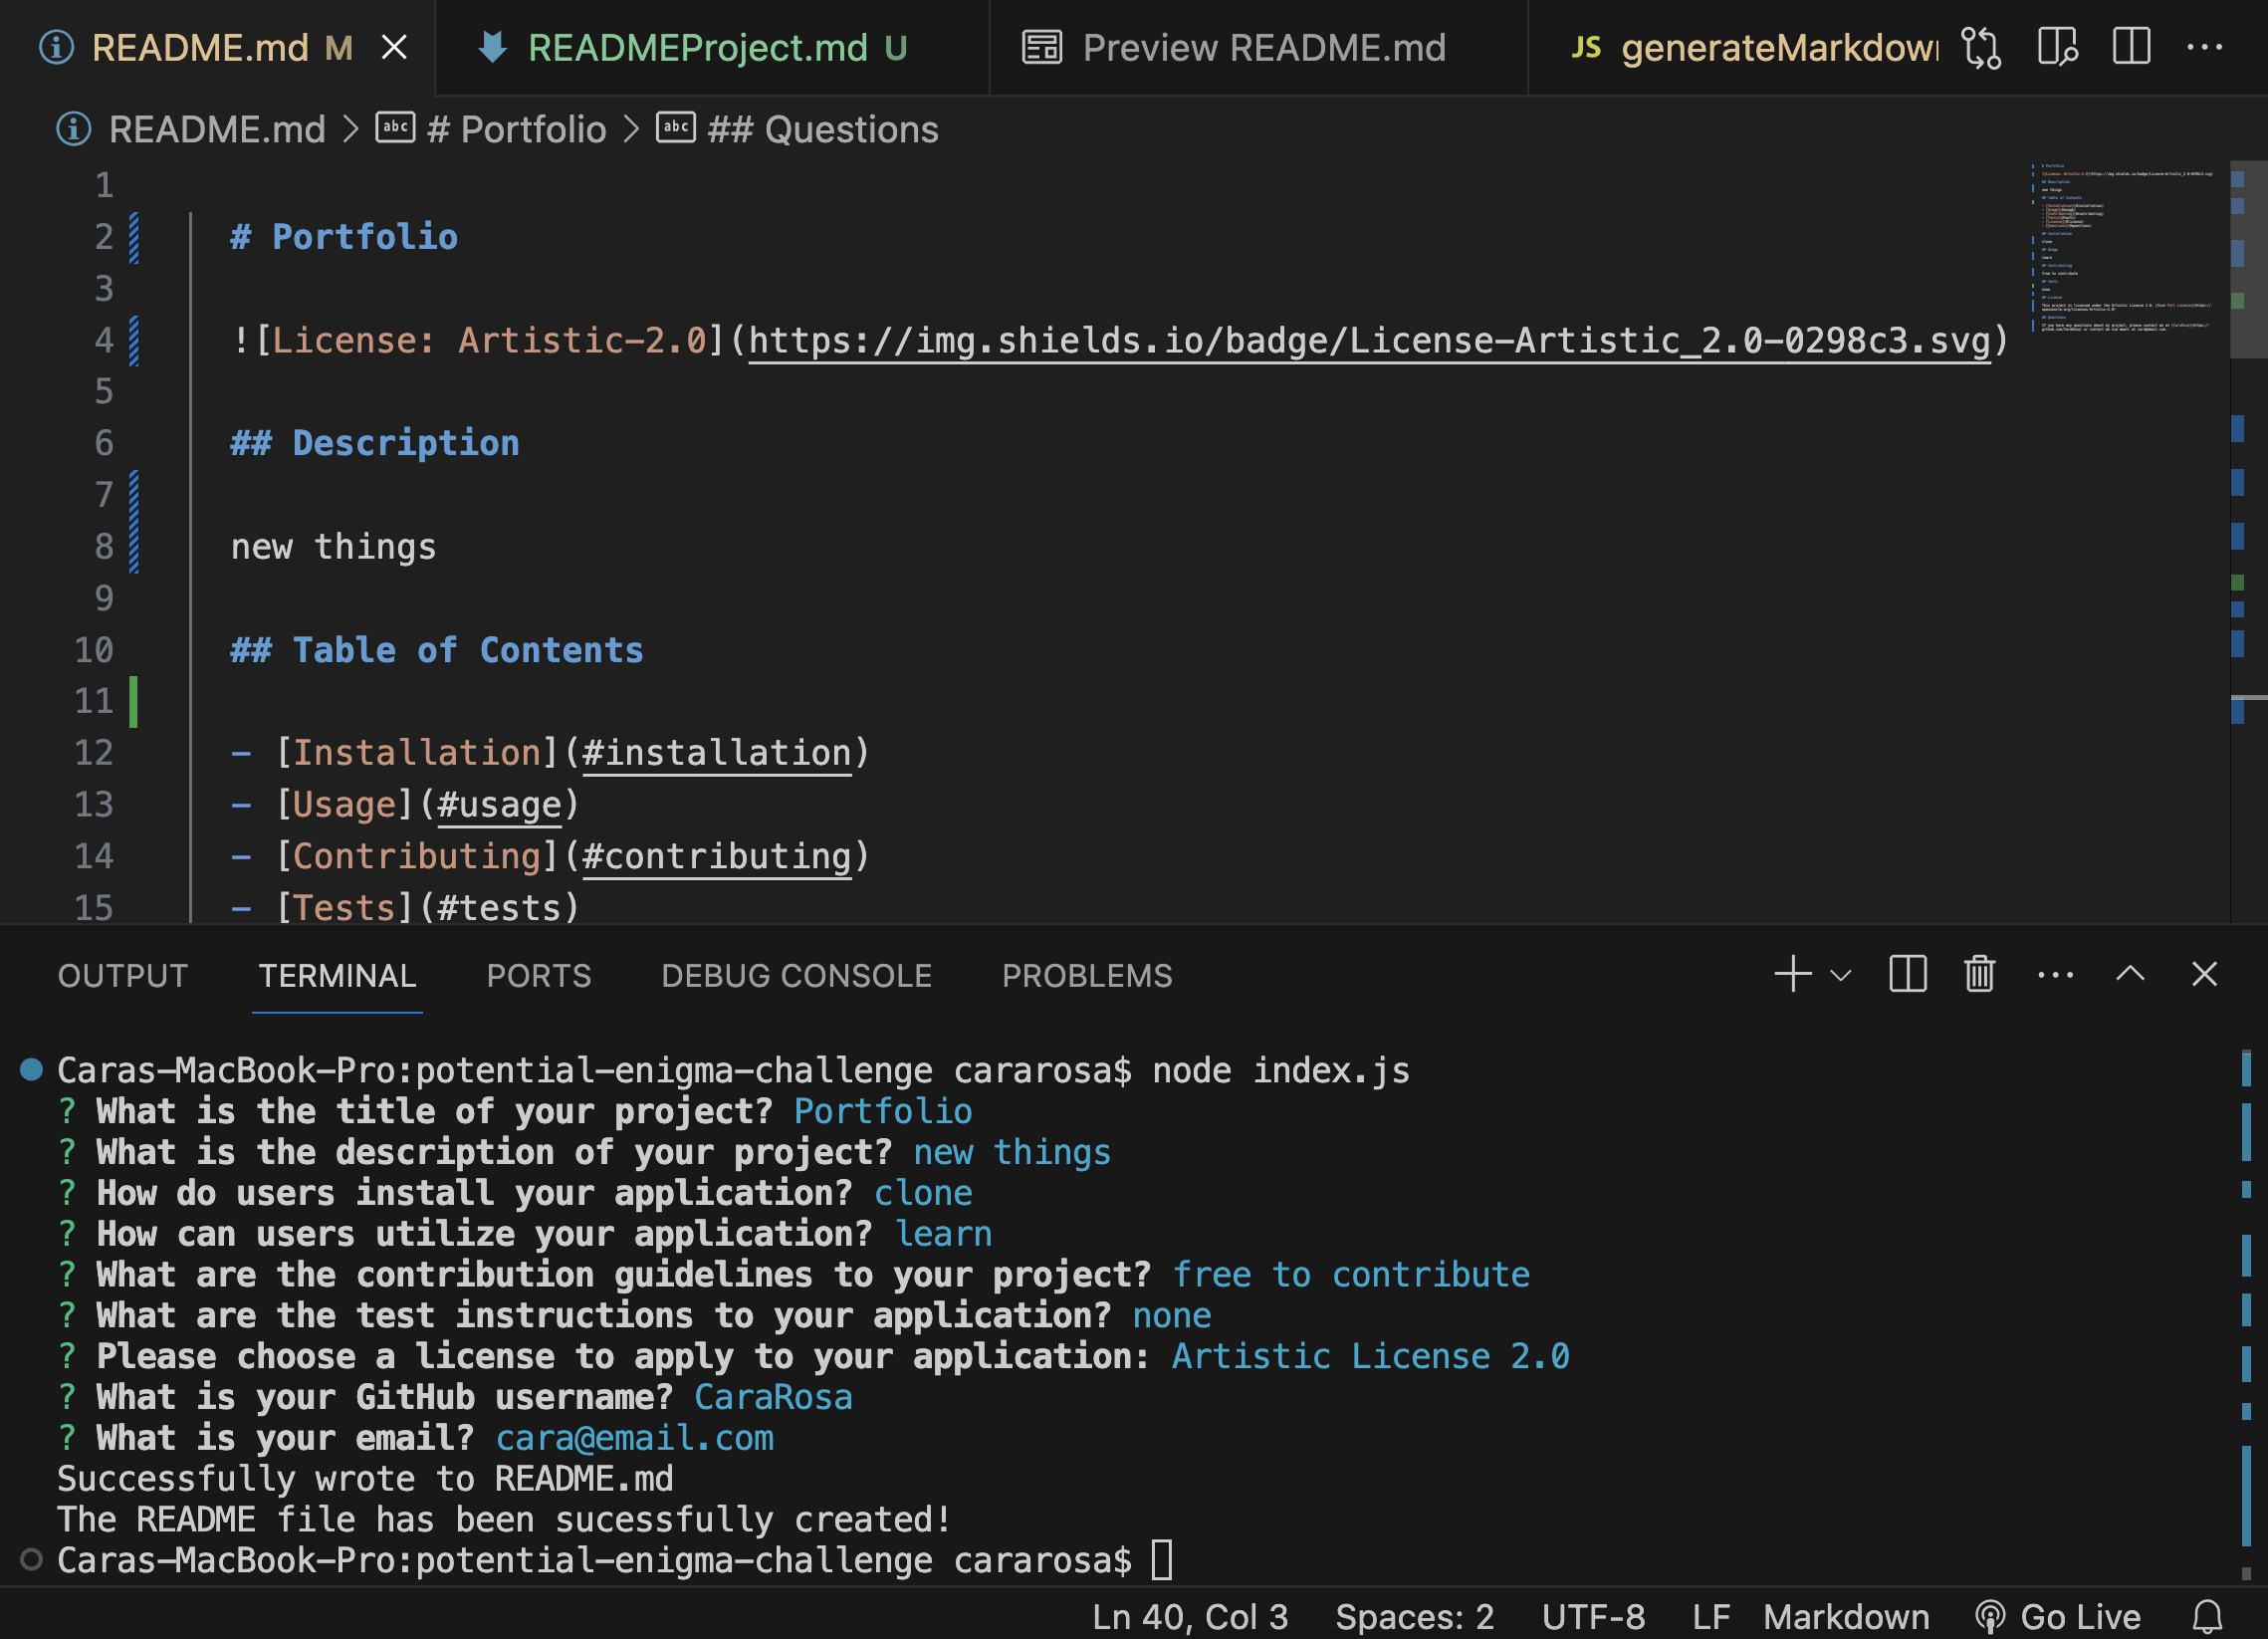 README.md M
READMEProject.md U
Preview README.md
JS generateMarkdow
README.md > abc # Portfolio > abc ## Questions
1
2 # Portfolio
3
4 ![License: Artistic-2.0](https://img.shields.io/badge/License-Artistic_2.0-0298c3.svg)
5
6 ## Description
7
8 new things
9
10 ## Table of Contents
11
12 - [Installation](#installation)
13 - [Usage](#usage)
14 - [Contributing](#contributing)
15 - [Tests](#tests)
OUTPUT TERMINAL PORTS DEBUG CONSOLE PROBLEMS
Caras-MacBook-Pro:potential-enigma-challenge cararosa$ node index.js
? What is the title of your project? Portfolio
? What is the description of your project? new things
? How do users install your application? clone
? How can users utilize your application? learn
? What are the contribution guidelines to your project? free to contribute
? What are the test instructions to your application? none
? Please choose a license to apply to your application: Artistic License 2.0
? What is your GitHub username? CaraRosa
? What is your email? cara@email.com
Successfully wrote to README.md
The README file has been sucessfully created!
Caras-MacBook-Pro:potential-enigma-challenge cararosa$
Ln 40, Col 3 Spaces: 2 UTF-8 LF Markdown Go Live